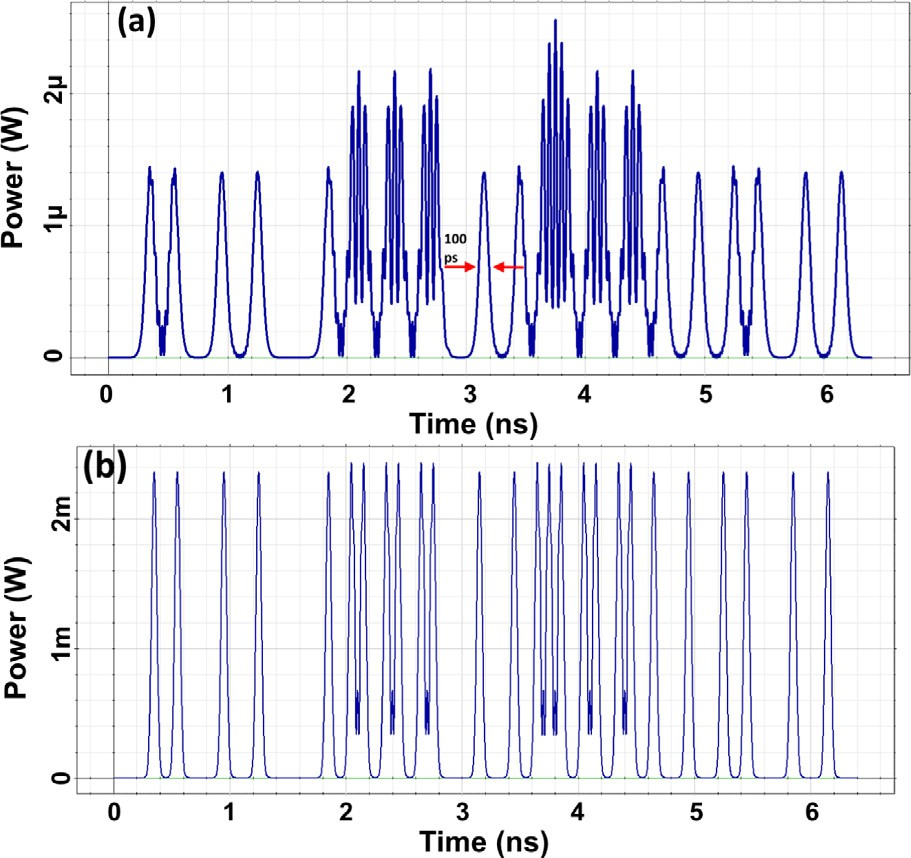 (a)
Power (W)
2µ
1µ
0
100
ps
0 1 2 3 4 5 6
Time (ns)
(b)
Power (W)
2m
1m
0
0 1 2 3 4 5 6
Time (ns)